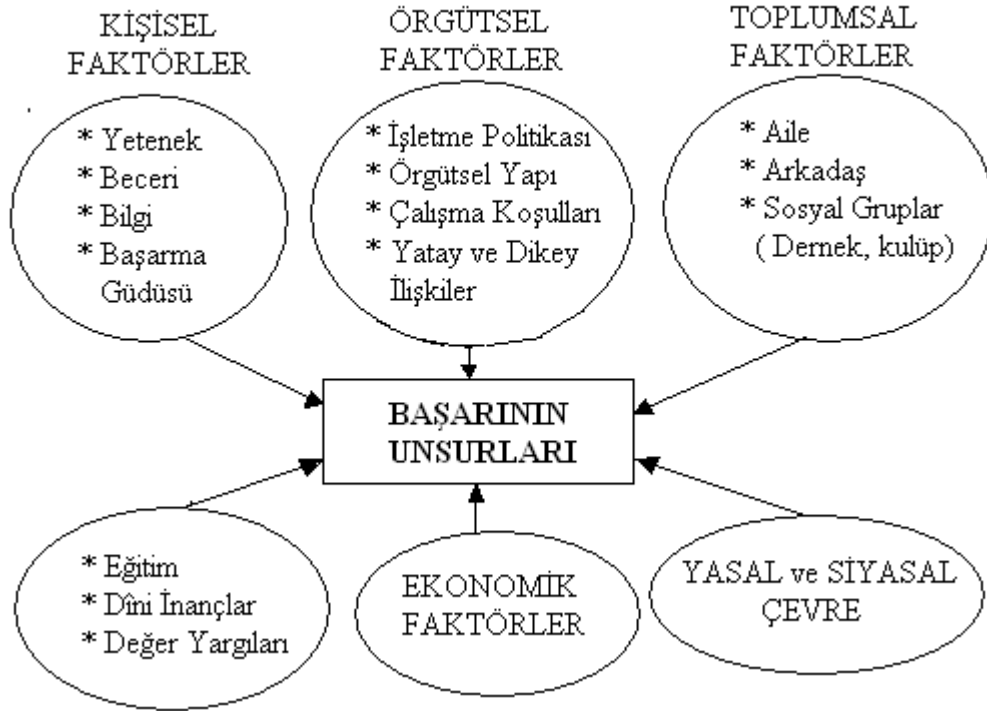 KİŞİSEL
FAKTÖRLER
* Yetenek
* Beceri
* Bilgi
* Başarma
Güdüsü
ÖRGÜTSEL
FAKTÖRLER
* İşletme Politikası
* Örgütsel Yapı
* Çalışma Koşulları
* Yatay ve Dikey
İlişkiler
TOPLUMSAL
FAKTÖRLER
* Aile
* Arkadaş
* Sosyal Gruplar
( Dernek, kulüp)
BAŞARININ
UNSURLARI
* Eğitim
* Dîni İnançlar
* Değer Yargıları
EKONOMİK
FAKTÖRLER
YASAL ve SİYASAL
ÇEVRE